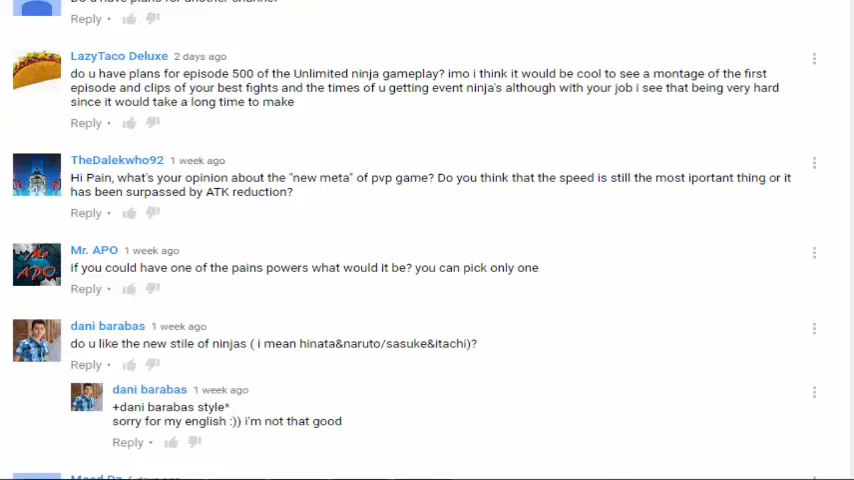 Reply •
LazyTaco Deluxe 2 days ago
do u have plans for episode 500 of the Unlimited ninja gameplay? imo i think it would be cool to see a montage of the first
episode and clips of your best fights and the times of u getting event ninja's although with your job i see that being very hard
since it would take a long time to make
Reply •
TheDalekwho92 1 week ago
Hi Pain, what's your opinion about the "new meta" of pvp game? Do you think that the speed is still the most iportant thing or it
has been surpassed by ATK reduction?
Reply •
Mr. APO 1 week ago
if you could have one of the pains powers what would it be? you can pick only one
Reply •
dani barabas 1 week ago
do u like the new stile of ninjas ( i mean hinata&naruto/sasuke&itachi)?
Reply •
dani barabas 1 week ago
+dani barabas style*
sorry for my english :)) i'm not that good
Reply •